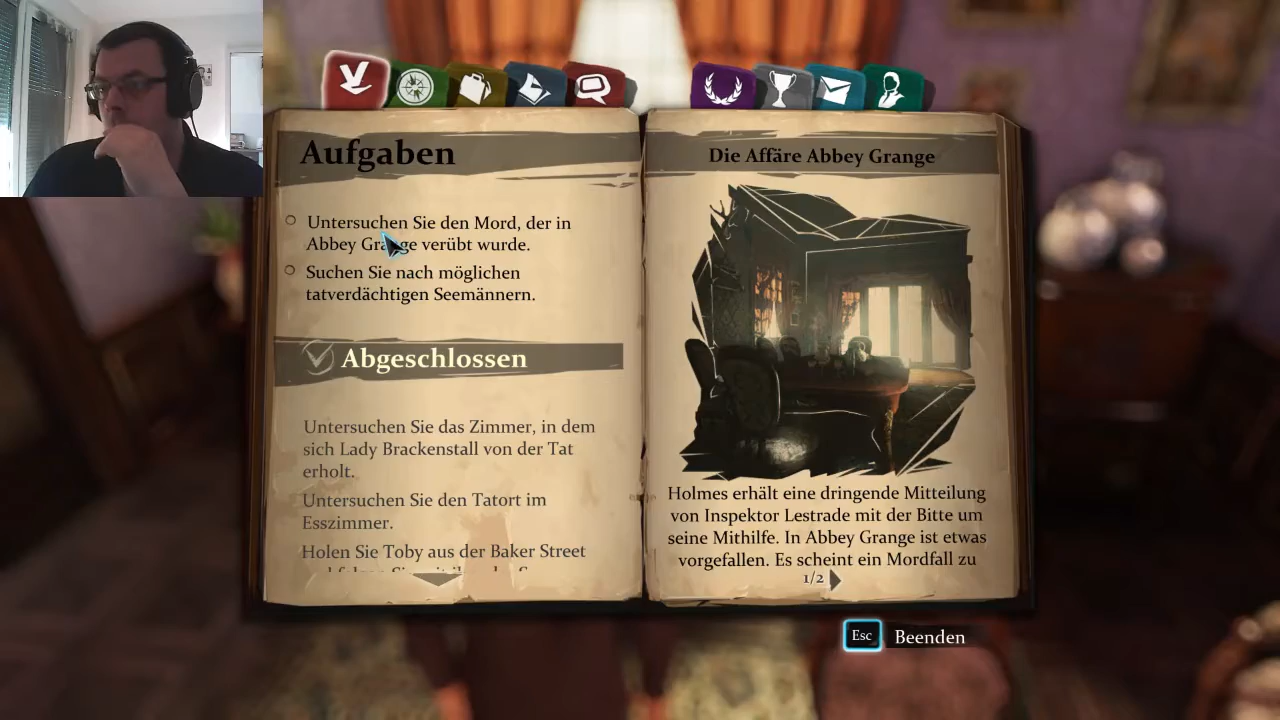 Aufgaben
Untersuchen Sie den Mord, der in
Abbey Grange verübt wurde.
Suchen Sie nach möglichen
tatverdächtigen Seemännern.
Abgeschlossen
Untersuchen Sie das Zimmer, in dem
sich Lady Brackenstall von der Tat
erholt.
Untersuchen Sie den Tatort im
Esszimmer.
Holen Sie Toby aus der Baker Street
Die Affäre Abbey Grange
Holmes erhält eine dringende Mitteilung
von Inspektor Lestrade mit der Bitte um
seine Mithilfe. In Abbey Grange ist etwas
vorgefallen. Es scheint ein Mordfall zu
1/2
Esc Beenden